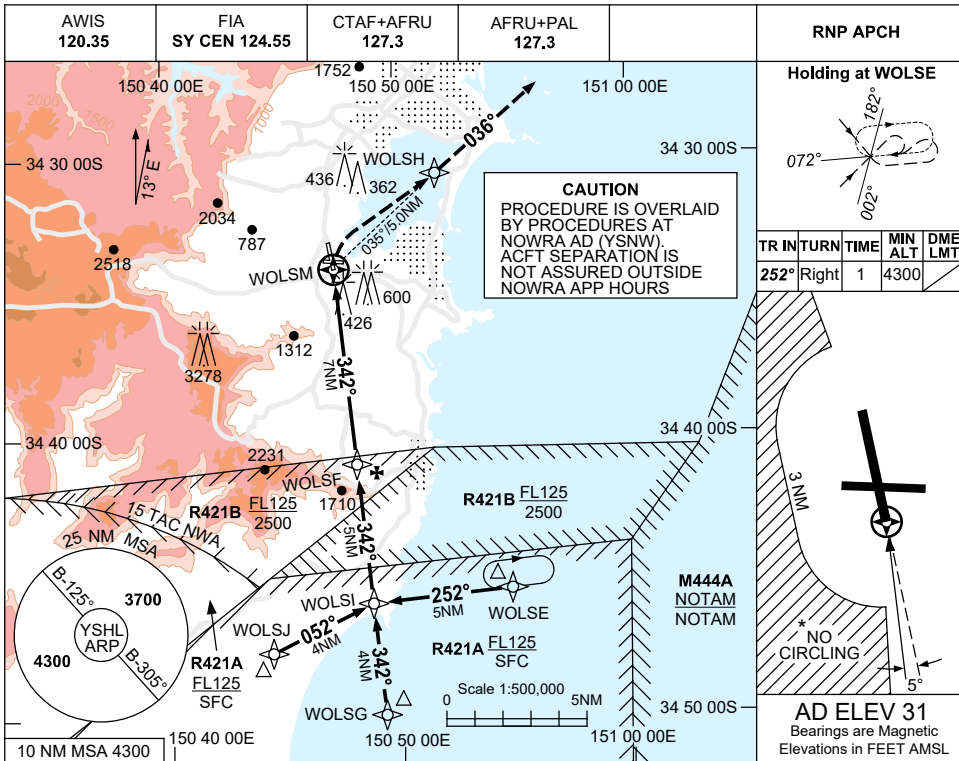 AWIS
120.35
FIA
SY CEN 124.55
CTAF+AFRU
127.3
AFRU+PAL
127.3
RNP APCH
1752
150 40 00E
150 50 00E
151 00 00E
2000
1500
1000
13° E
34 30 00S
34 30 00S
036°
WOLSH
436
362
035°/5.0NM
2034
787
2518
WOLSM
600
426
1312
3278
342°
7NM
CAUTION
PROCEDURE IS OVERLAID
BY PROCEDURES AT
NOWRA AD (YSNW).
ACFT SEPARATION IS
NOT ASSURED OUTSIDE
NOWRA APP HOURS
34 40 00S
34 40 00S
2231
WOLSF
1710
R421B FL125
2500
R421B FL125
2500
15 TAC NWA
25 NM MSA
342°
5NM
B-125°
3700
YSHL
ARP
4300
B-305°
WOLSI
252°
5NM
WOLSE
WOLSJ
052°
4NM
342°
4NM
WOLSG
R421A
FL125
SFC
R421A FL125
SFC
M444A
NOTAM
NOTAM
0
Scale 1:500,000
5NM
34 50 00S
150 40 00E
150 50 00E
151 00 00E
10 NM MSA 4300
Holding at WOLSE
182°
072°
002°
TR IN TURN TIME MIN ALT DME LMT
252° Right 1 4300
3 NM
* NO
CIRCLING
5°
AD ELEV 31
Bearings are Magnetic
Elevations in FEET AMSL